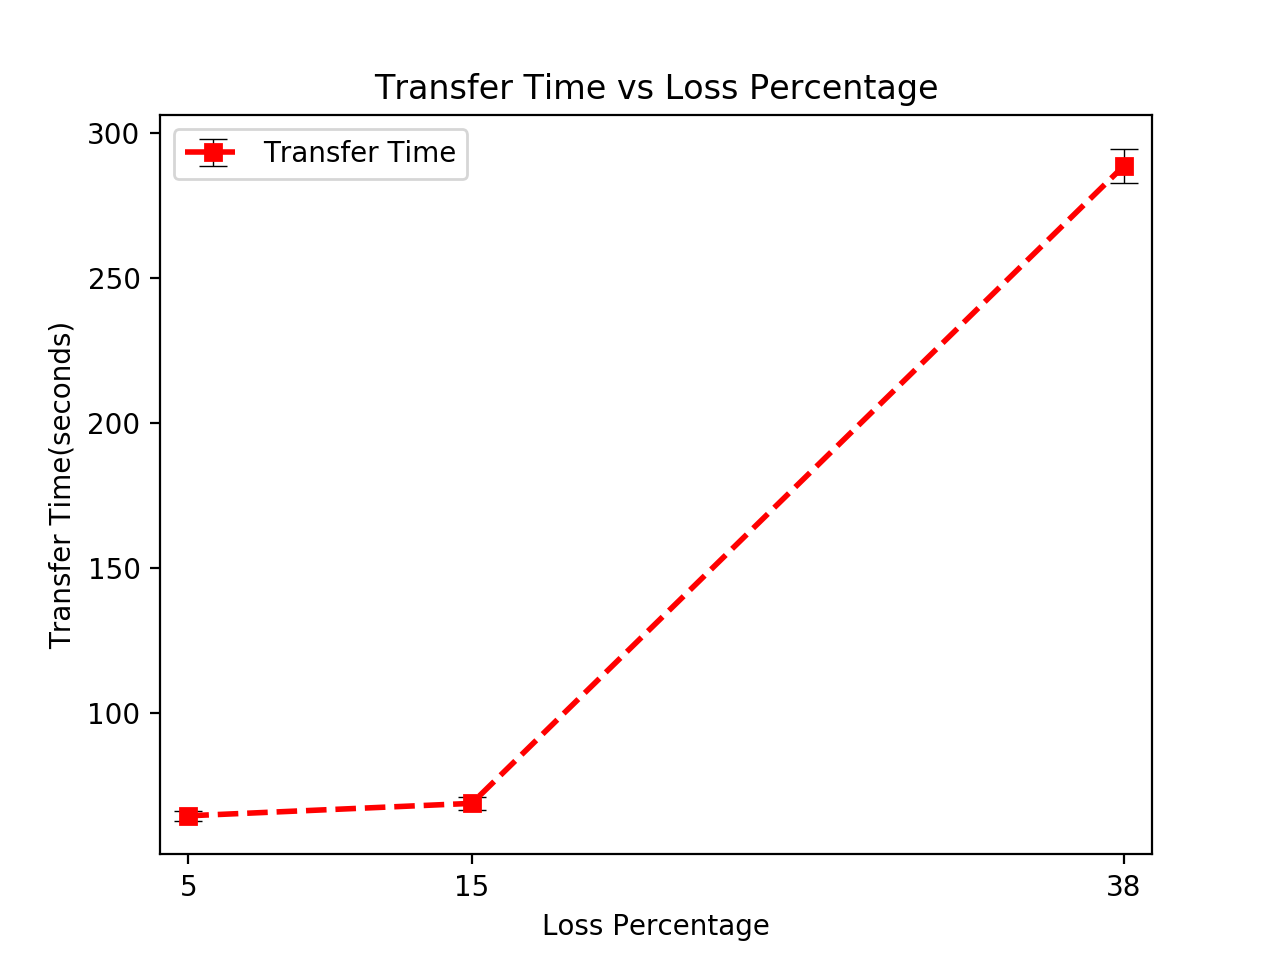 Transfer Time vs Loss Percentage
Transfer Time
300
250
200
150
100
Transfer Time(seconds)
5 15 38
Loss Percentage